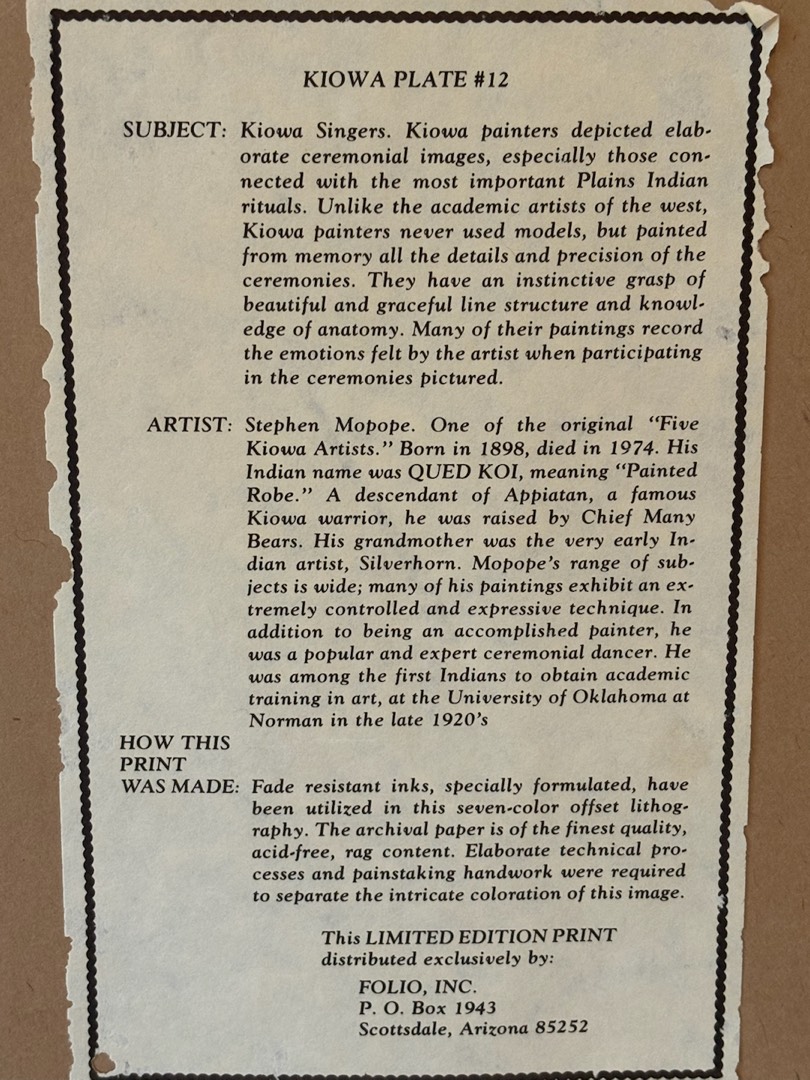 KIOWA PLATE #12
SUBJECT: Kiowa Singers. Kiowa painters depicted elab-
orate ceremonial images, especially those con-
nected with the most important Plains Indian
rituals. Unlike the academic artists of the west,
Kiowa painters never used models, but painted
from memory all the details and precision of the
ceremonies. They have an instinctive grasp of
beautiful and graceful line structure and knowl-
edge of anatomy. Many of their paintings record
the emotions felt by the artist when participating
in the ceremonies pictured.
ARTIST: Stephen Mopope. One of the original "Five
Kiowa Artists." Born in 1898, died in 1974. His
Indian name was QUED KOI, meaning "Painted
Robe." A descendant of Appiatan, a famous
Kiowa warrior, he was raised by Chief Many
Bears. His grandmother was the very early In-
dian artist, Silverhorn. Mopope's range of sub-
jects is wide; many of his paintings exhibit an ex-
tremely controlled and expressive technique. In
addition to being an accomplished painter, he
was a popular and expert ceremonial dancer. He
was among the first Indians to obtain academic
training in art, at the University of Oklahoma at
Norman in the late 1920's
HOW THIS
PRINT
WAS MADE: Fade resistant inks, specially formulated, have
been utilized in this seven-color offset lithog-
raphy. The archival paper is of the finest quality,
acid-free, rag content. Elaborate technical pro-
cesses and painstaking handwork were required
to separate the intricate coloration of this image.
This LIMITED EDITION PRINT
distributed exclusively by:
FOLIO, INC.
P. O. Box 1943
Scottsdale, Arizona 85252